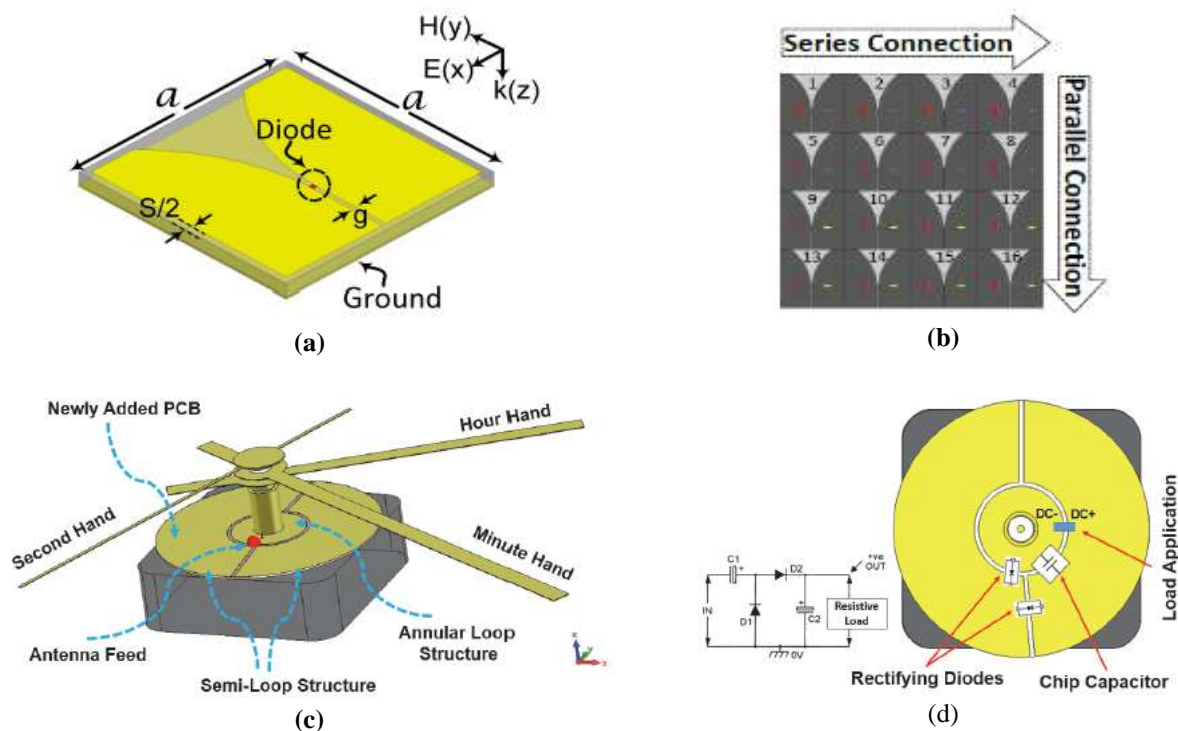 H(y)
E(x)
k(z)
a
a
Diode
S/2
g
Ground
(a)
Series Connection
Parallel Connection
1 2 3 4
5 6 7 8
9 10 11 12
13 14 15 16
(b)
Newly Added PCB
Hour Hand
Second Hand
Minute Hand
Antenna Feed
Annular Loop
Structure
Semi-Loop Structure
z
y
x
(c)
C1
+
D2
+ve
OUT
IN
D1
+
C2
Resistive
Load
0V
DC- DC+
Load Application
Rectifying Diodes
Chip Capacitor
(d)